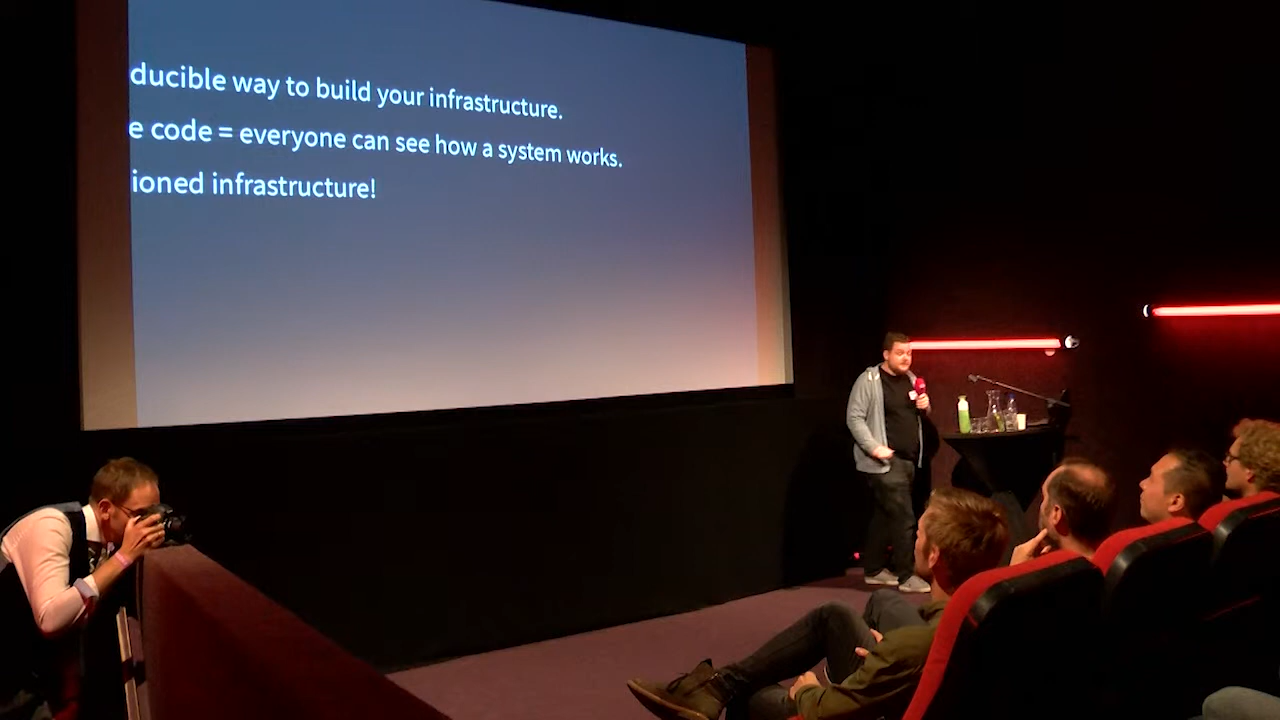 ducible way to build your infrastructure.
e code = everyone can see how a system works.
ioned infrastructure!